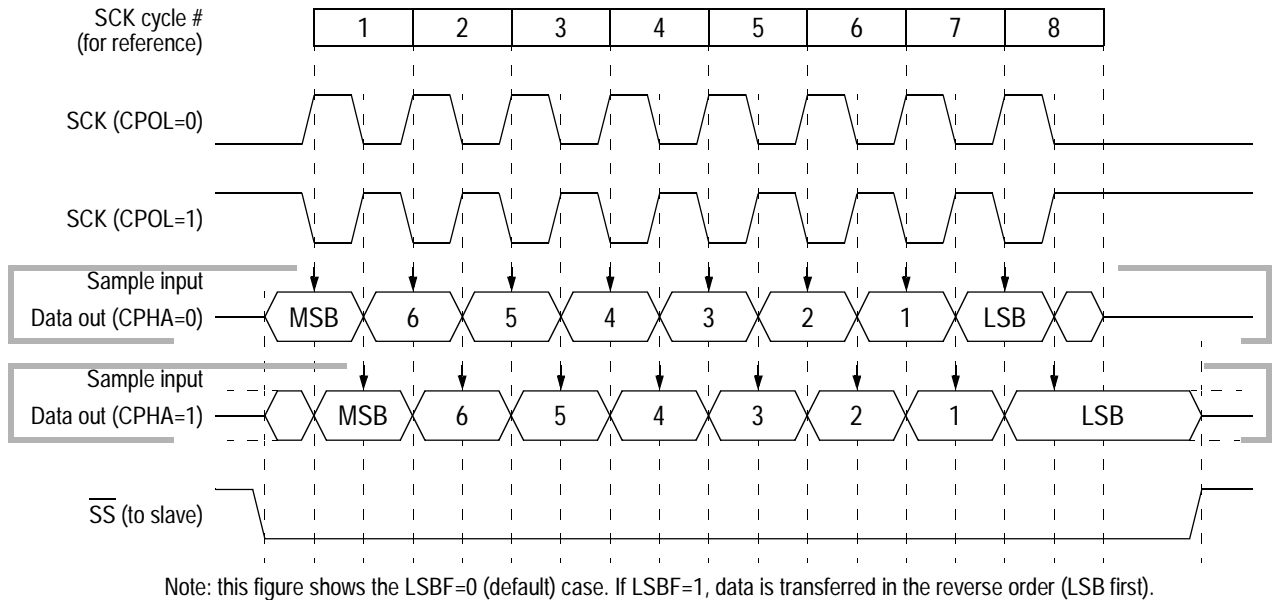 SCK cycle #
(for reference)
1 2 3 4 5 6 7 8
SCK (CPOL=0)
SCK (CPOL=1)
Sample input
Data out (CPHA=0)
MSB 6 5 4 3 2 1 LSB
Sample input
Data out (CPHA=1)
MSB 6 5 4 3 2 1 LSB
S̅S̅ (to slave)
Note: this figure shows the LSBF=0 (default) case. If LSBF=1, data is transferred in the reverse order (LSB first).